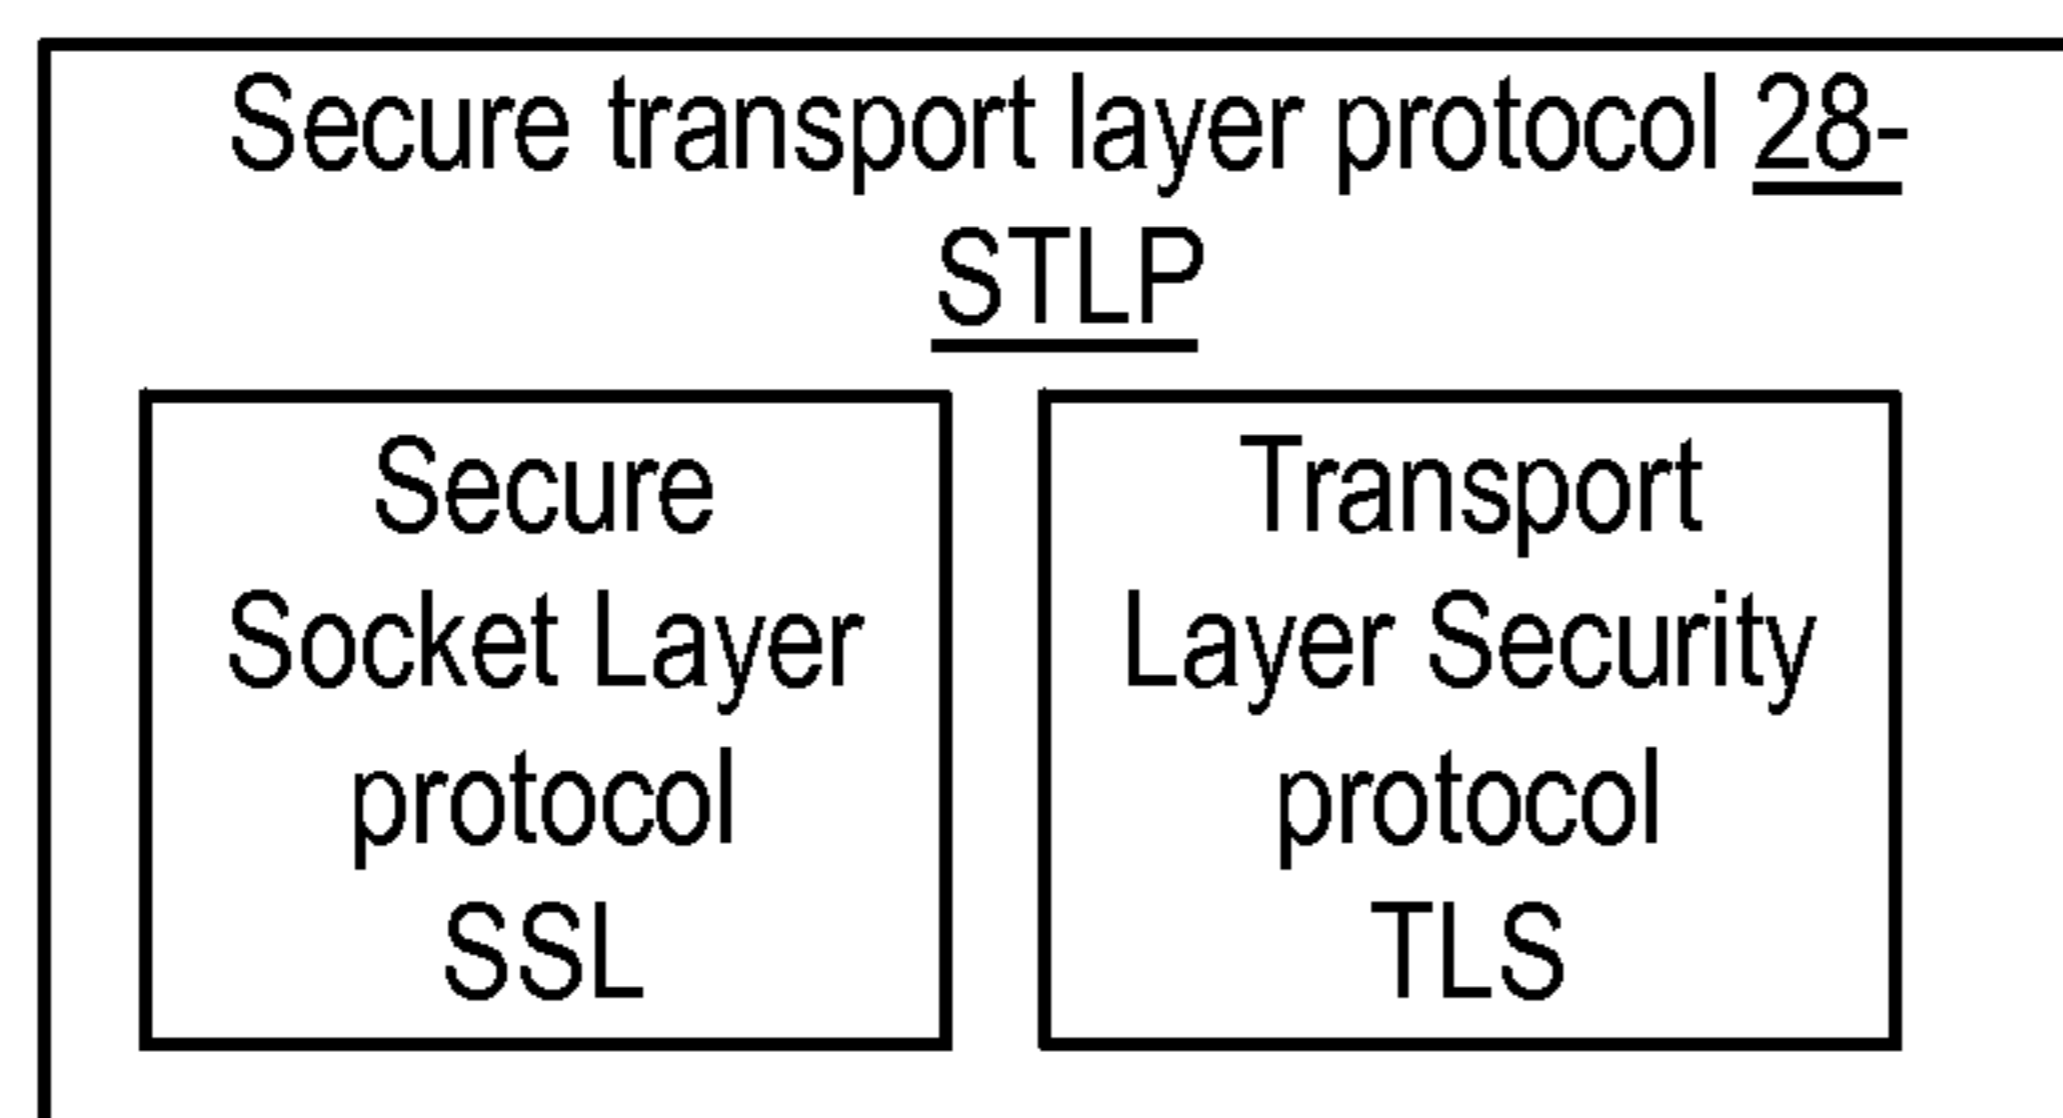 Secure transport layer protocol 28-
STLP
Secure
Socket Layer
protocol
SSL
Transport
Layer Security
protocol
TLS